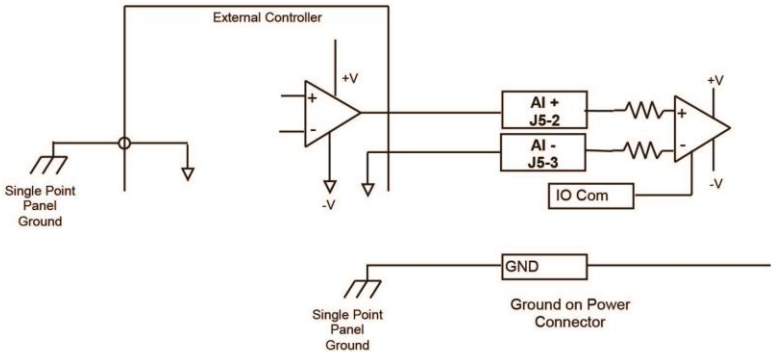 External Controller
+V
+
-
-V
AI +
J5-2
AI -
J5-3
+V
+
-
-V
IO Com
Single Point
Panel
Ground
GND
Ground on Power
Connector
Single Point
Panel
Ground